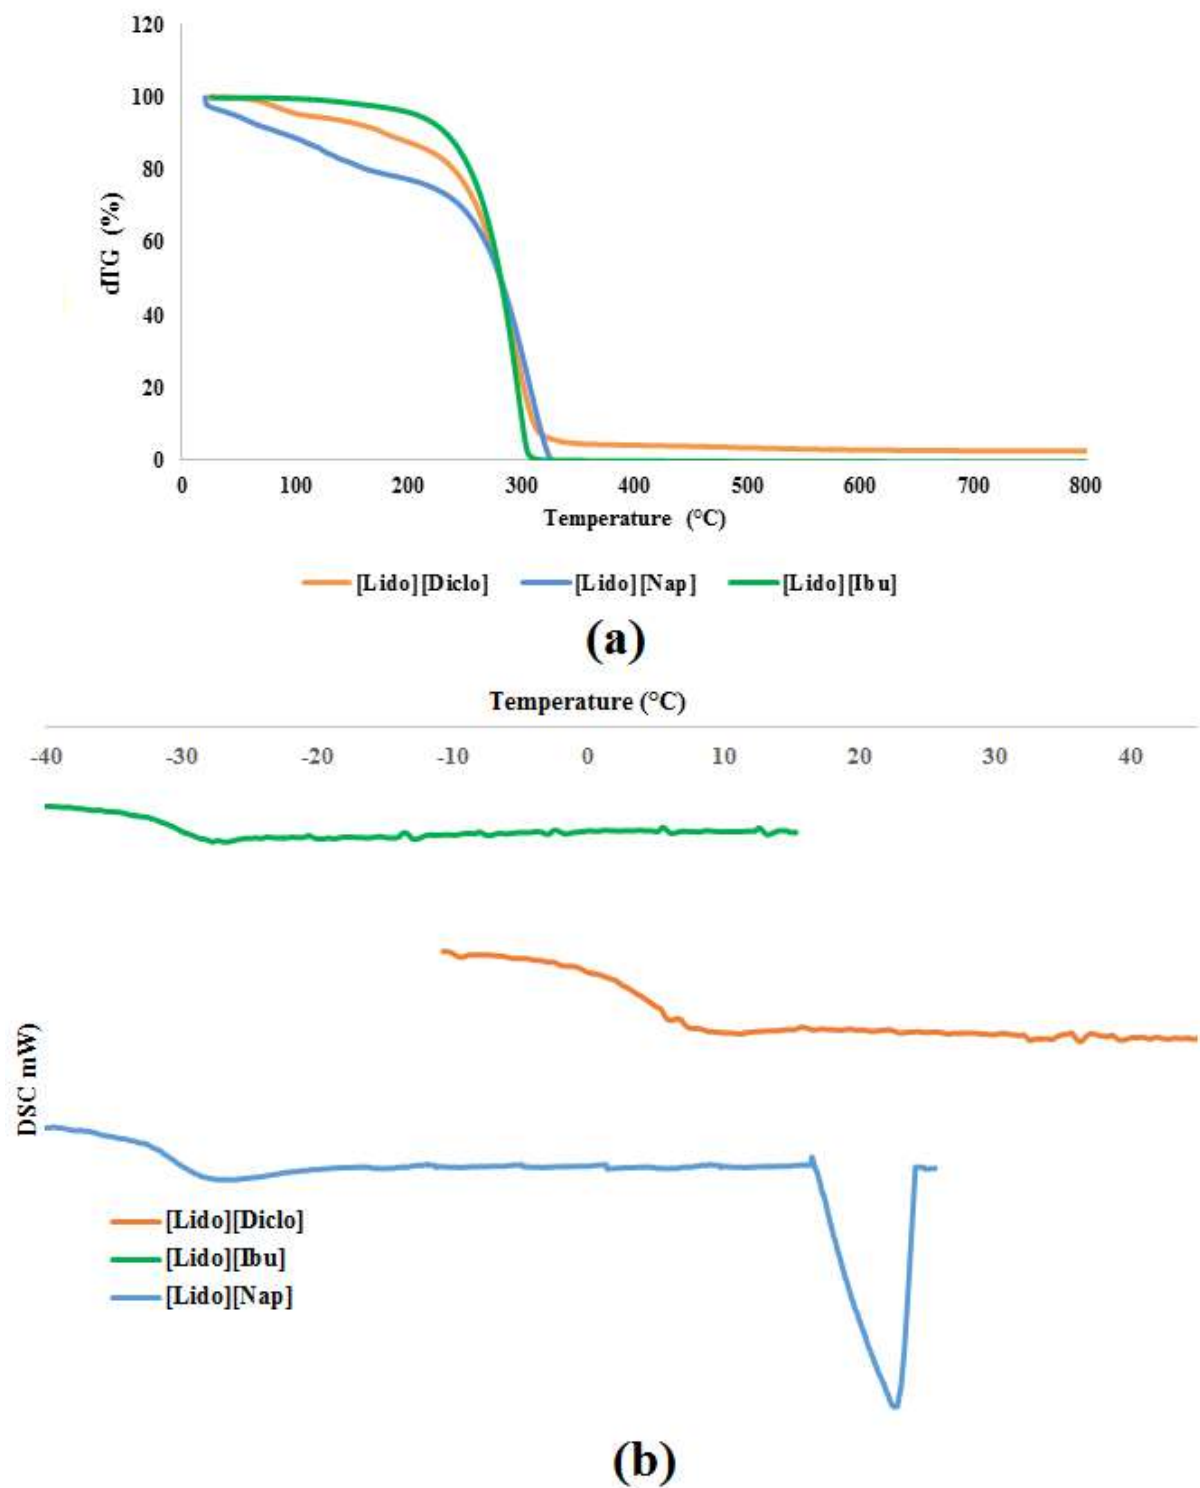 120
100
80
60
40
20
0
dTG (%)
0 100 200 300 400 500 600 700 800
Temperature (°C)
[Lido][Diclo] [Lido][Nap] [Lido][Ibu]
(a)
Temperature (°C)
-40 -30 -20 -10 0 10 20 30 40
DSC mW)
[Lido][Diclo]
[Lido][Ibu]
[Lido][Nap]
(b)